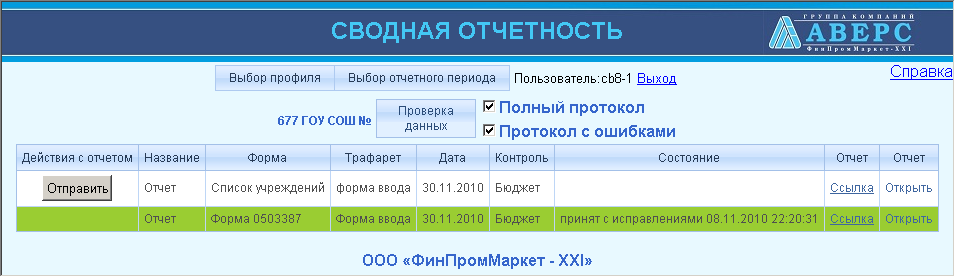 СВОДНАЯ ОТЧЕТНОСТЬ
ГРУППА КОМПАНИЙ
АВЕРС
ФинПромМаркет-XXI
Выбор профиля Выбор отчетного периода Пользователь:cb8-1 Выход
Справка
677 ГОУ СОШ № Проверка данных
Полный протокол
Протокол с ошибками
Действия с отчетом Название Форма Трафарет Дата Контроль Состояние Отчет Отчет
Отправить Отчет Список учреждений форма ввода 30.11.2010 Бюджет Ссылка Открыть
Отчет Форма 0503387 Форма ввода 30.11.2010 Бюджет принят с исправлениями 08.11.2010 22:20:31 Ссылка Открыть
ООО «ФинПромМаркет - XXI»